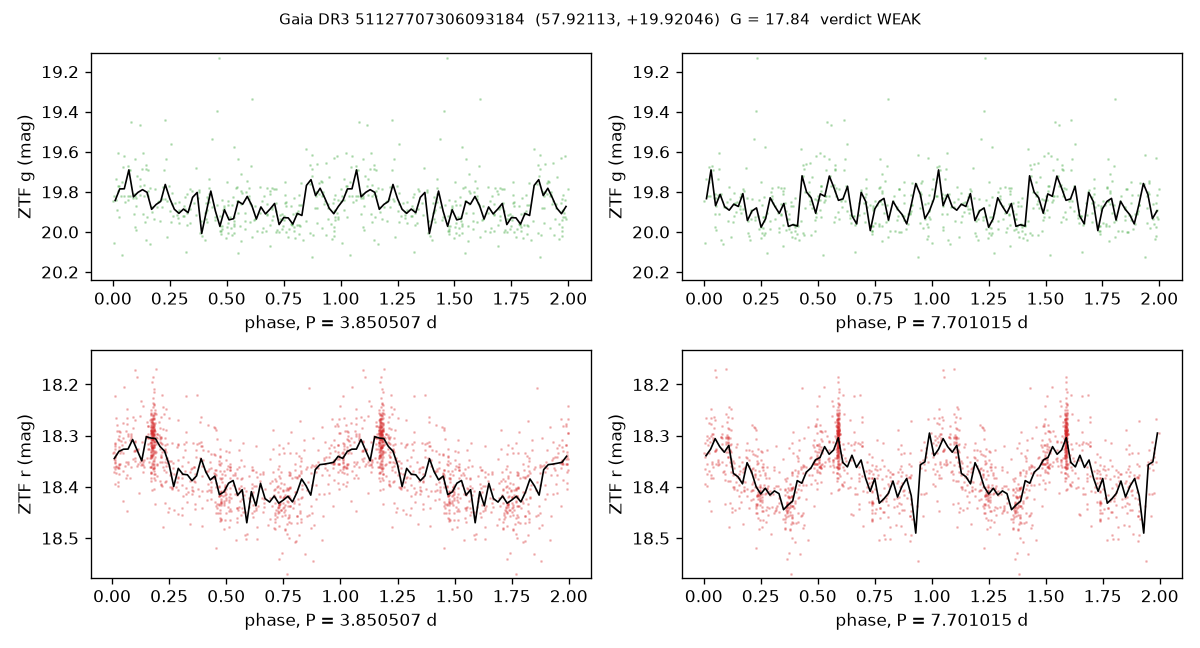 Gaia DR3 51127707306093184  (57.92113, +19.92046)  G = 17.84  verdict WEAK
ZTF g (mag)
19.2
19.4
19.6
19.8
20.0
20.2
0.00 0.25 0.50 0.75 1.00 1.25 1.50 1.75 2.00
phase, P = 3.850507 d
ZTF g (mag)
19.2
19.4
19.6
19.8
20.0
20.2
0.00 0.25 0.50 0.75 1.00 1.25 1.50 1.75 2.00
phase, P = 7.701015 d
ZTF r (mag)
18.2
18.3
18.4
18.5
0.00 0.25 0.50 0.75 1.00 1.25 1.50 1.75 2.00
phase, P = 3.850507 d
ZTF r (mag)
18.2
18.3
18.4
18.5
0.00 0.25 0.50 0.75 1.00 1.25 1.50 1.75 2.00
phase, P = 7.701015 d